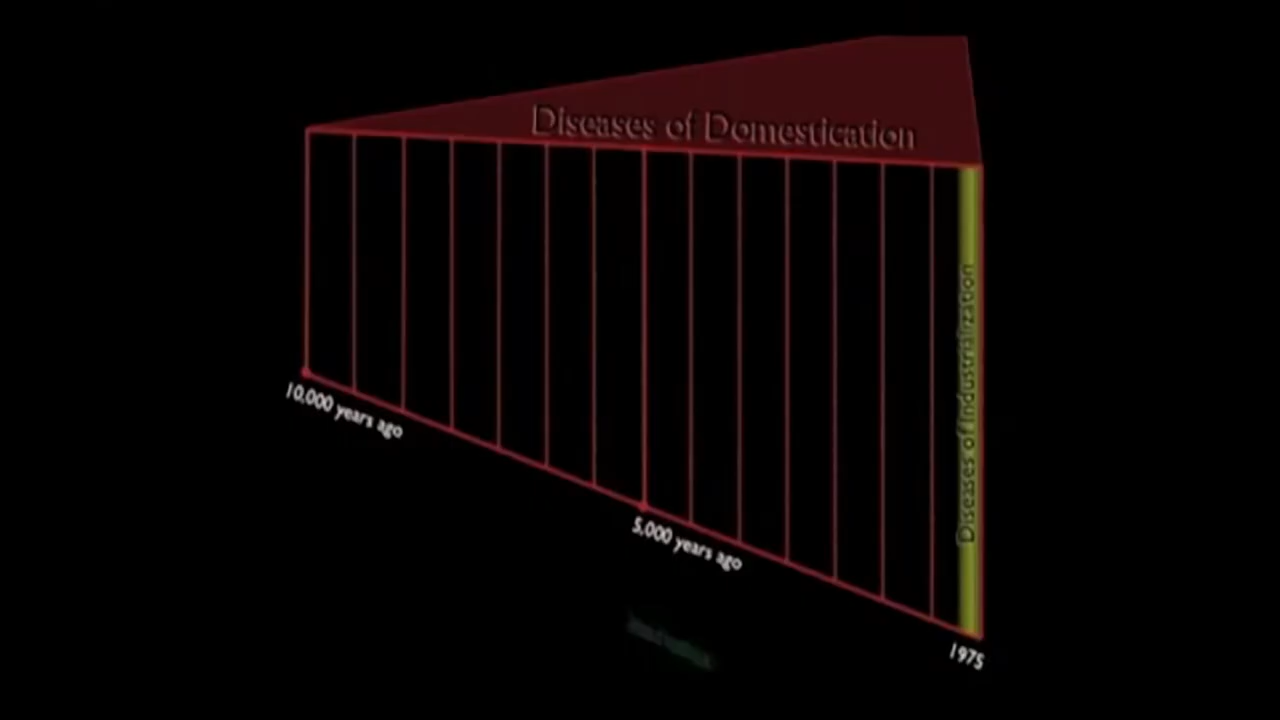 Diseases of Domestication
Diseases of Industrialization
10,000 years ago
5,000 years ago
1975